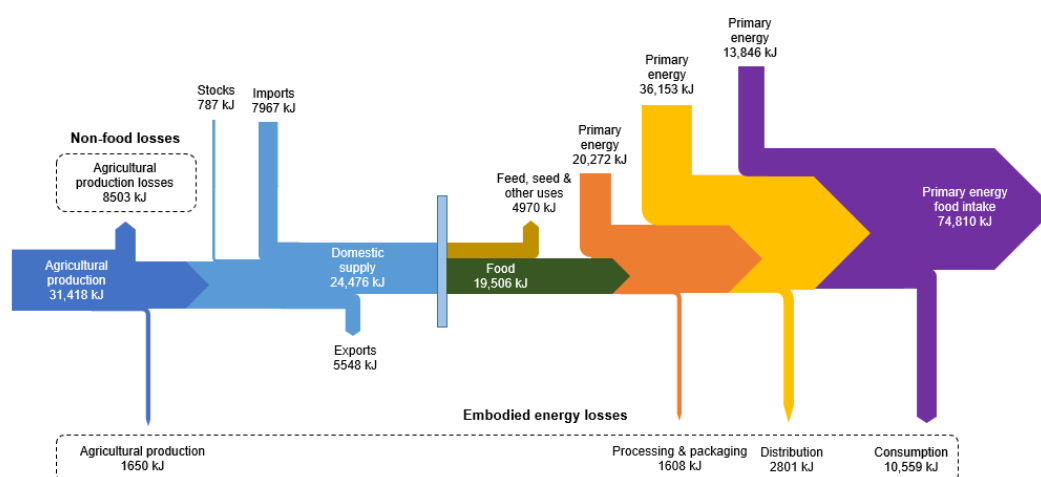 Primary
energy
13,846 kJ
Primary
energy
36,153 kJ
Stocks
787 kJ
Imports
7967 kJ
Primary
energy
20,272 kJ
Non-food losses
Agricultural
production losses
8503 kJ
Feed, seed &
other uses
4970 kJ
Primary energy
food intake
74,810 kJ
Agricultural
production
31,418 kJ
Domestic
supply
24,476 kJ
Food
19,506 kJ
Exports
5548 kJ
Embodied energy losses
Agricultural production
1650 kJ
Processing & packaging
1608 kJ
Distribution
2801 kJ
Consumption
10,559 kJ